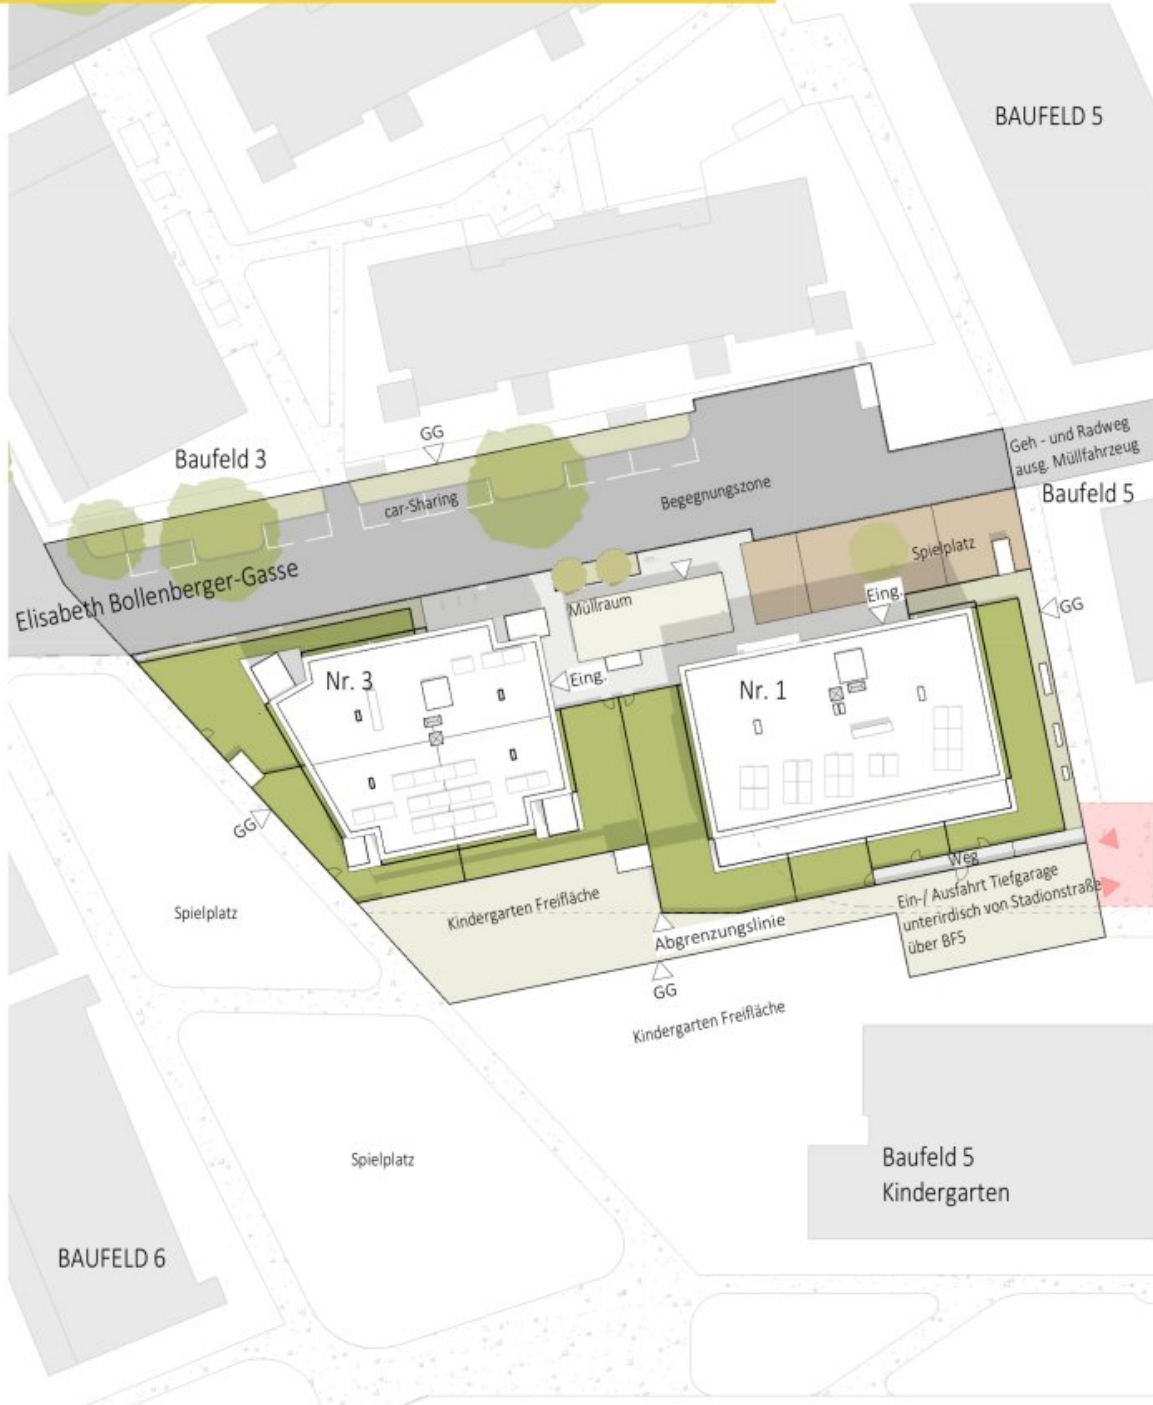 BAUFELD 5
GG
Baufeld 3
Geh - und Radweg
ausg. Müllfahrzeug
Begegnungszone
car-Sharing
Baufeld 5
Spielplatz
Elisabeth Bollenberger-Gasse
Müllraum
Eing.
GG
Nr. 3
Eing.
Nr. 1
GG
Weg
Ein-/ Ausfahrt Tiefgarage
unterirdisch von Stadionstraße
über BF5
Kindergarten Freifläche
Spielplatz
Abgrenzungslinie
GG
Kindergarten Freifläche
Spielplatz
Baufeld 5
Kindergarten
BAUFELD 6